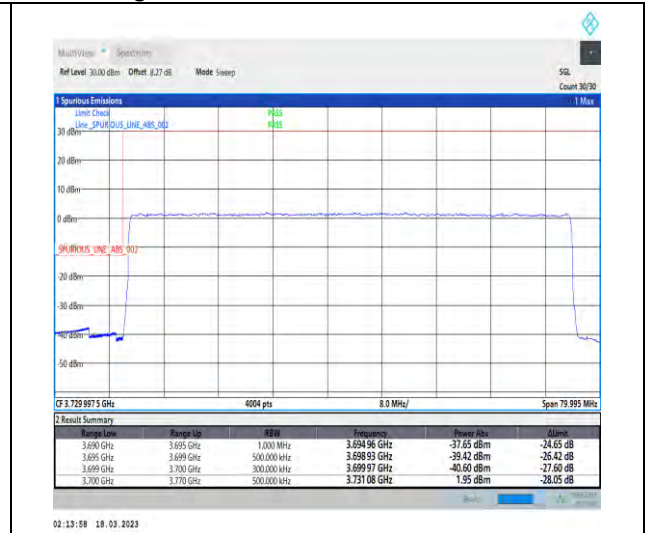 MultiView Spectrum
Ref Level 30.00 dBm Offset 8.27 dB Mode Sweep SGL
Count 30/30
1 Spurious Emissions 1 Max
Limit Check PASS
Line _SPURIOUS_LINE_ABS_002 PASS
30 dBm
20 dBm
10 dBm
0 dBm
_SPURIOUS_LINE_ABS_002
-20 dBm
-30 dBm
-40 dBm
-50 dBm
CF 3.729 997 5 GHz 4004 pts 8.0 MHz/ Span 79.995 MHz
2 Result Summary
Range Low Range Up RBW Frequency Power Abs ΔLimit
3.690 GHz 3.695 GHz 1.000 MHz 3.694 96 GHz -37.65 dBm -24.65 dB
3.695 GHz 3.699 GHz 500.000 kHz 3.698 93 GHz -39.42 dBm -26.42 dB
3.699 GHz 3.700 GHz 300.000 kHz 3.699 97 GHz -40.60 dBm -27.60 dB
3.700 GHz 3.770 GHz 500.000 kHz 3.731 08 GHz 1.95 dBm -28.05 dB
02:13:58 18.03.2023